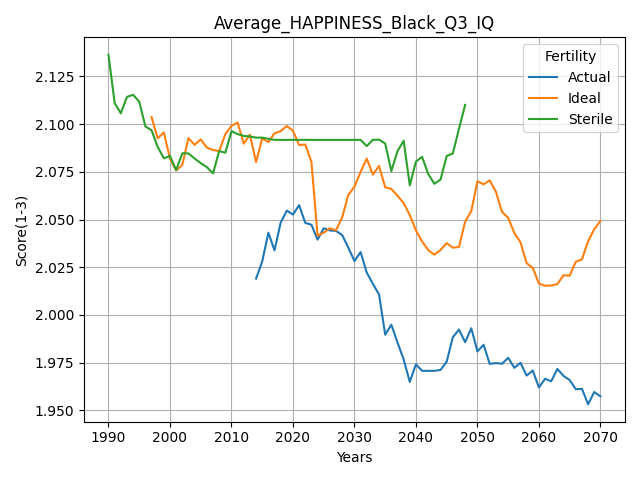 Average_HAPPINESS_Black_Q3_IQ
Fertility
Actual
Ideal
Sterile
Score(1-3)
2.125
2.100
2.075
2.050
2.025
2.000
1.975
1.950
1990
2000
2010
2020
2030
2040
2050
2060
2070
Years